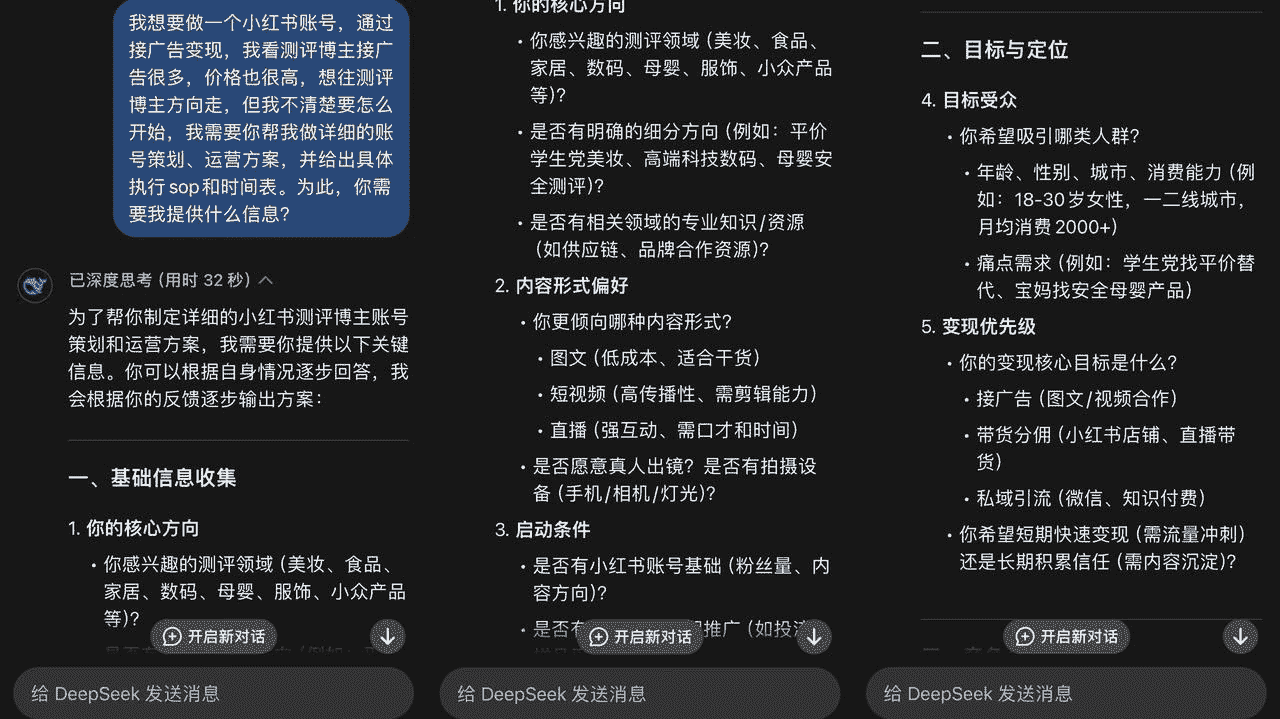 我想要做一个小红书账号，通过
接广告变现，我看测评博主接广
告很多，价格也很高，想往测评
博主方向走，但我不清楚要怎么
开始，我需要你帮我做详细的账
号策划、运营方案，并给出具体
执行 sop 和时间表。为此，你需
要我提供什么信息？
已深度思考（用时 32 秒）
为了帮你制定详细的小红书测评博主账号
策划和运营方案，我需要你提供以下关键
信息。你可以根据自身情况逐步回答，我
会根据你的反馈逐步输出方案：
一、基础信息收集
1. 你的核心方向
• 你感兴趣的测评领域（美妆、食品、
家居、数码、母婴、服饰、小众产品
等）？
开启新对话
给 DeepSeek 发送消息
1. 你的核心方向
• 你感兴趣的测评领域（美妆、食品、
家居、数码、母婴、服饰、小众产品
等）？
• 是否有明确的细分方向（例如：平价
学生党美妆、高端科技数码、母婴安
全测评）？
• 是否有相关领域的专业知识/资源
（如供应链、品牌合作资源）？
2. 内容形式偏好
• 你更倾向哪种内容形式？
• 图文（低成本、适合干货）
• 短视频（高传播性、需剪辑能力）
• 直播（强互动、需口才和时间）
• 是否愿意真人出镜？是否有拍摄设
备（手机/相机/灯光）？
3. 启动条件
• 是否有小红书账号基础（粉丝量、内
容方向）？
• 是否有
推广（如投
开启新对话
给 DeepSeek 发送消息
二、目标与定位
4. 目标受众
• 你希望吸引哪类人群？
• 年龄、性别、城市、消费能力（例
如：18-30 岁女性，一二线城市，
月均消费 2000+）
• 痛点需求（例如：学生党找平价替
代、宝妈找安全母婴产品）
5. 变现优先级
• 你的变现核心目标是什么？
• 接广告（图文/视频合作）
• 带货分佣（小红书店铺、直播带
货）
• 私域引流（微信、知识付费）
• 你希望短期快速变现（需流量冲刺）
还是长期积累信任（需内容沉淀）？
开启新对话
给 DeepSeek 发送消息